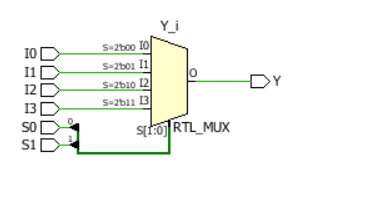 Y_i
I0 S=2'b00 I0
I1 S=2'b01 I1
I2 S=2'b10 I2
I3 S=2'b11 I3
O Y
S0 0
S1 1
S[1:0] RTL_MUX